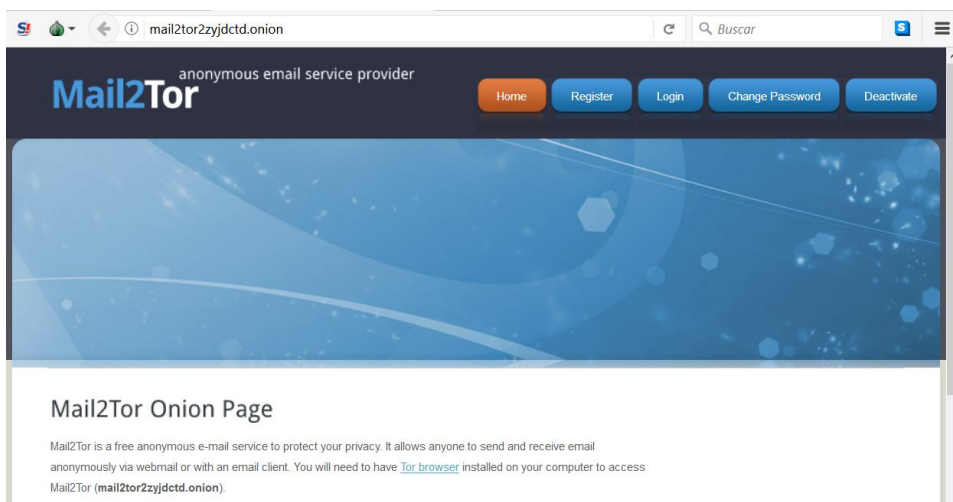 S!
mail2tor2zyjdctd.onion
Buscar
S
anonymous email service provider
Mail2Tor
Home
Register
Login
Change Password
Deactivate
Mail2Tor Onion Page
Mail2Tor is a free anonymous e-mail service to protect your privacy. It allows anyone to send and receive email
anonymously via webmail or with an email client. You will need to have Tor browser installed on your computer to access
Mail2Tor (mail2tor2zyjdctd.onion).